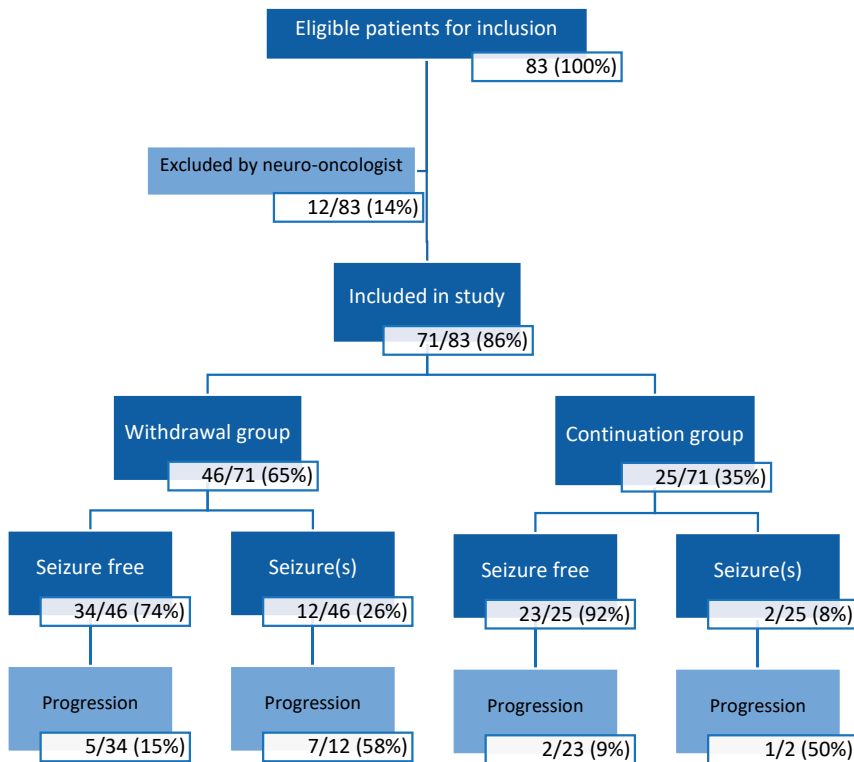 Eligible patients for inclusion
83 (100%)
Excluded by neuro-oncologist
12/83 (14%)
Included in study
71/83 (86%)
Withdrawal group
46/71 (65%)
Continuation group
25/71 (35%)
Seizure free
34/46 (74%)
Seizure(s)
12/46 (26%)
Seizure free
23/25 (92%)
Seizure(s)
2/25 (8%)
Progression
5/34 (15%)
Progression
7/12 (58%)
Progression
2/23 (9%)
Progression
1/2 (50%)